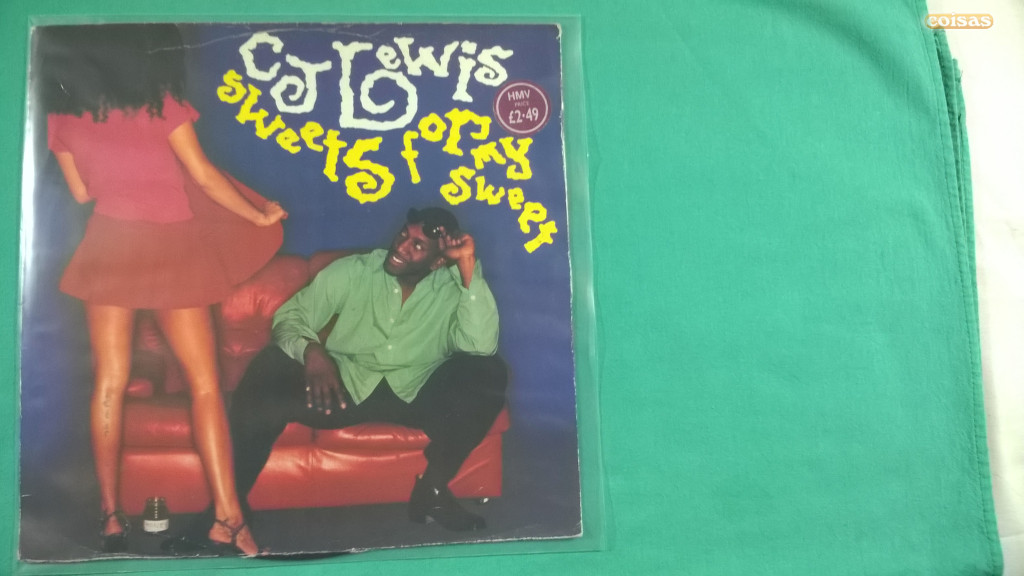 CJ Lewis
sweets for my sweet
HMV
PRICE
£2.49
coisas